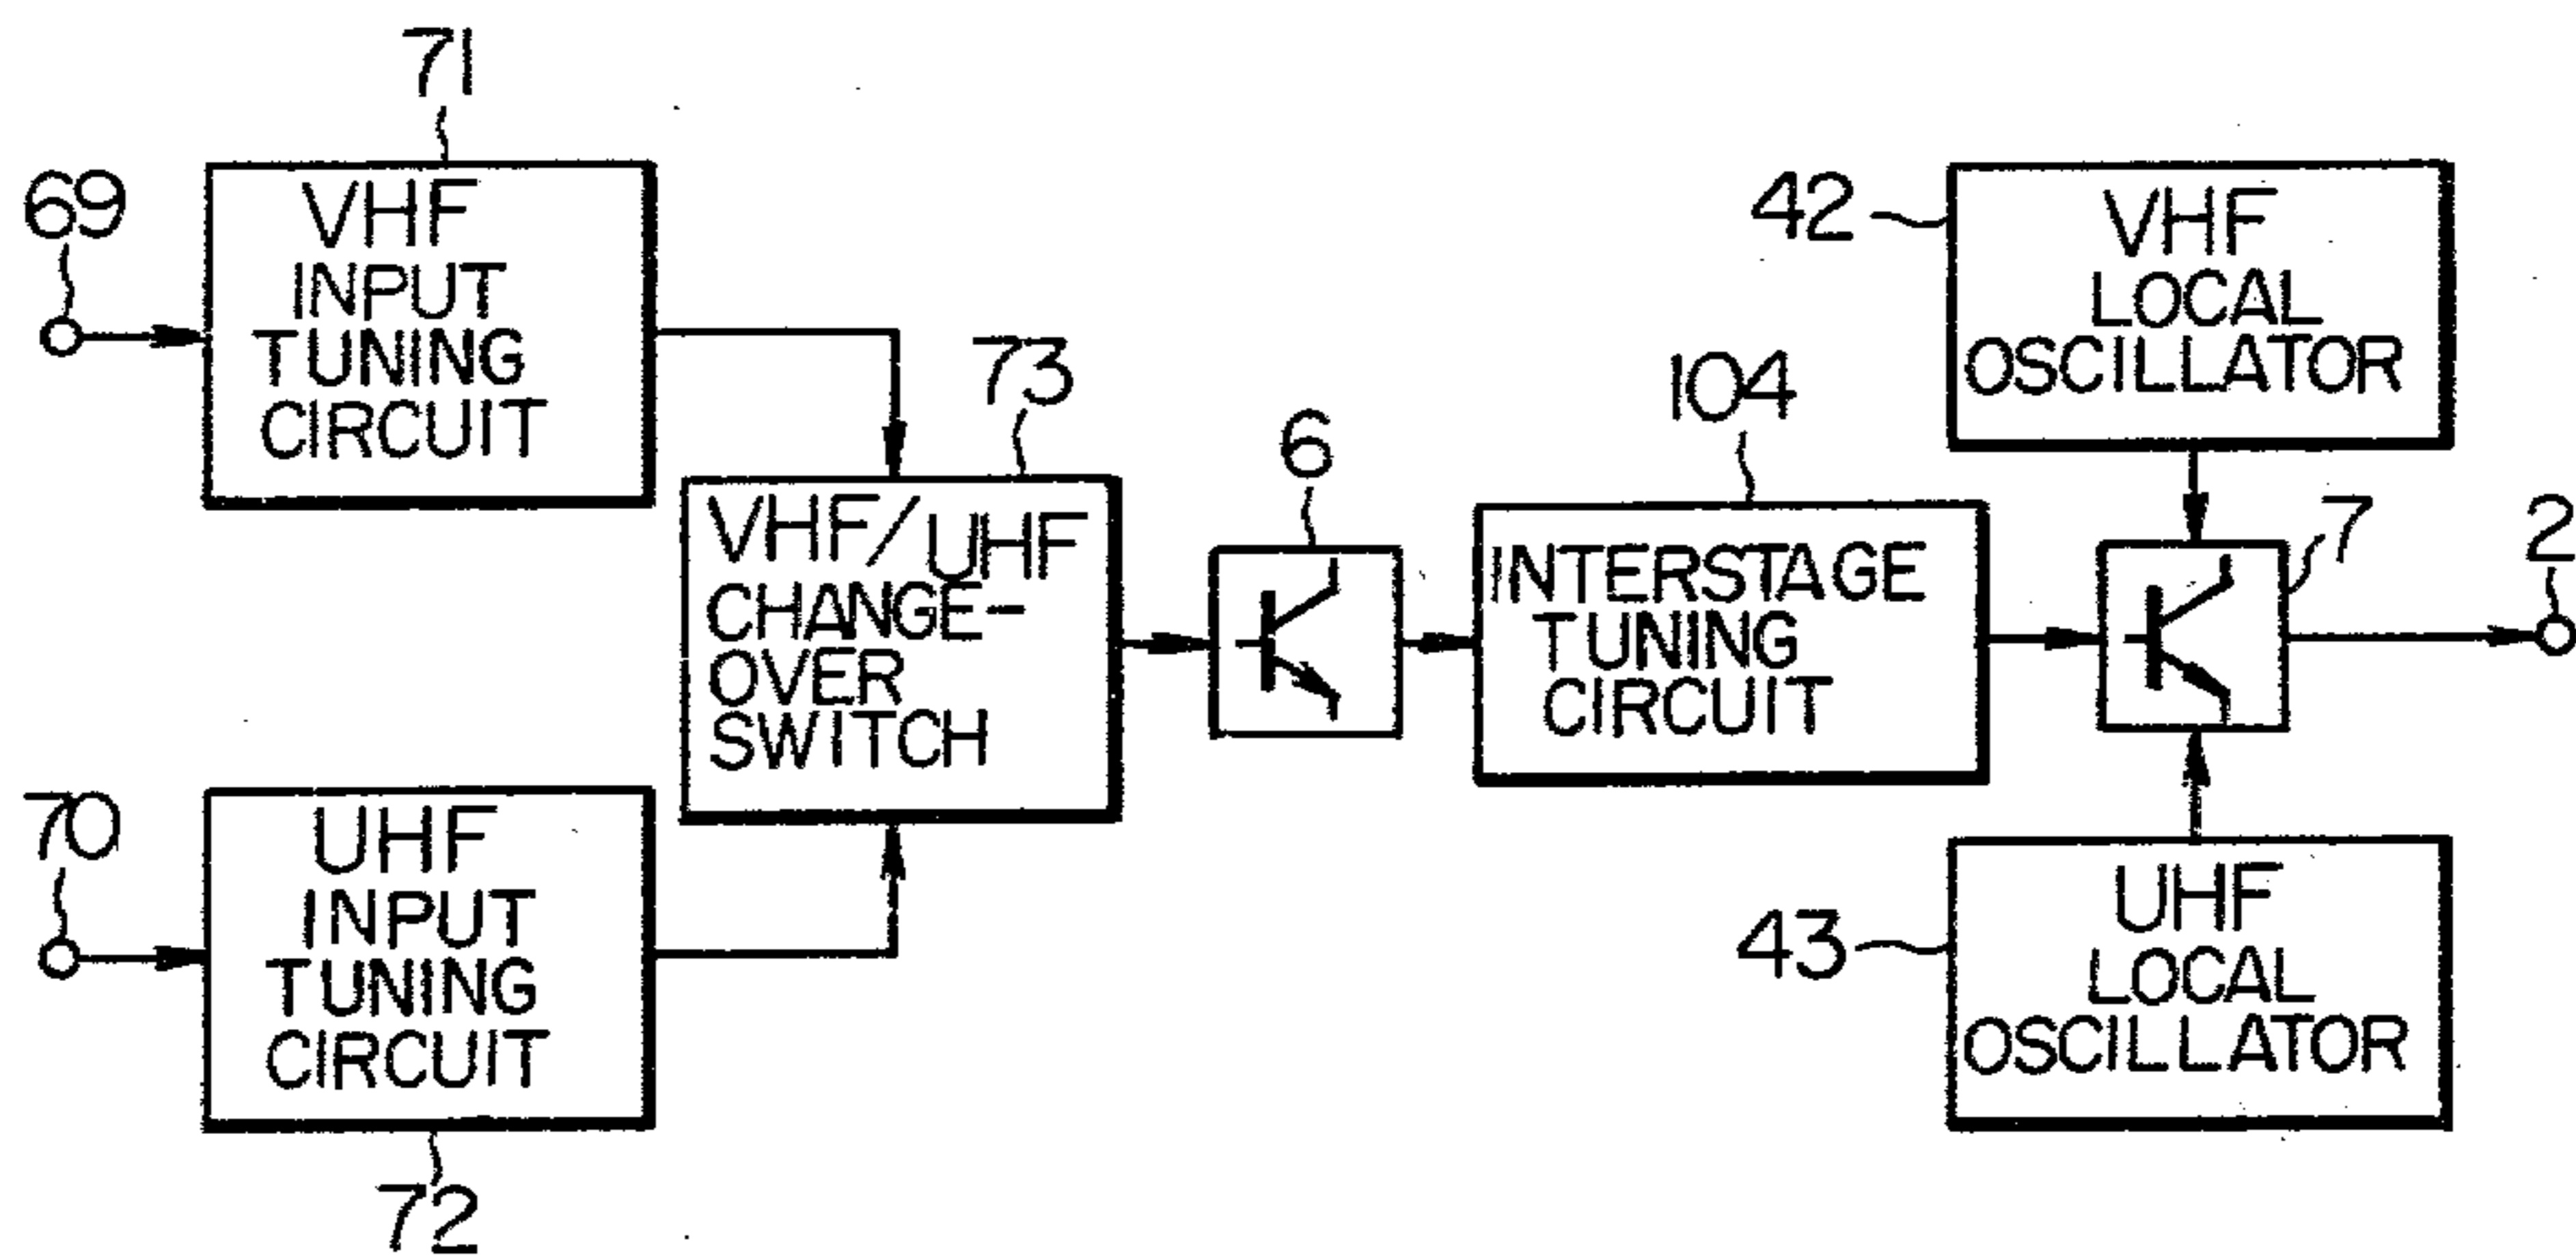 71
69
VHF
INPUT
TUNING
CIRCUIT
73
VHF/UHF
CHANGE-
OVER
SWITCH
70
UHF
INPUT
TUNING
CIRCUIT
72
6
104
INTERSTAGE
TUNING
CIRCUIT
42
VHF
LOCAL
OSCILLATOR
7
2
43
UHF
LOCAL
OSCILLATOR